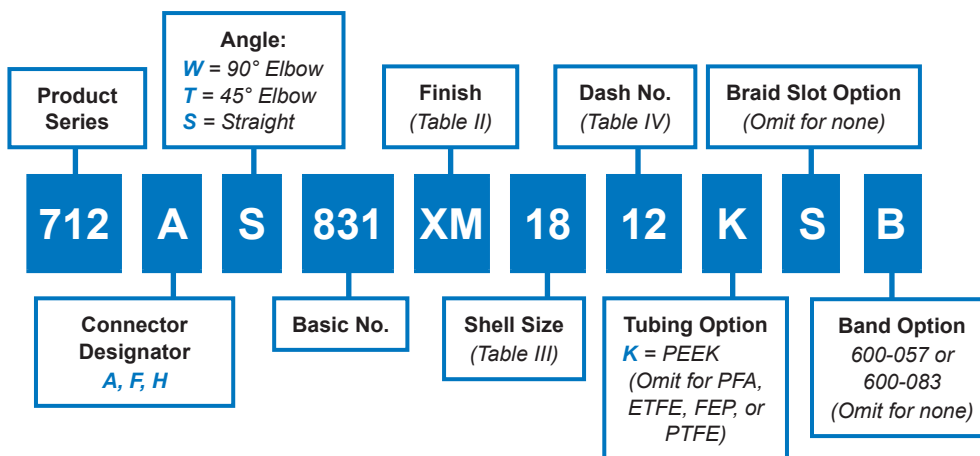 Angle:
W = 90° Elbow
T = 45° Elbow
S = Straight
Product
Series
Finish
(Table II)
Dash No.
(Table IV)
Braid Slot Option
(Omit for none)
712 A S 831 XM 18 12 K S B
Connector
Designator
A, F, H
Basic No.
Shell Size
(Table III)
Tubing Option
K = PEEK
(Omit for PFA,
ETFE, FEP, or
PTFE)
Band Option
600-057 or
600-083
(Omit for none)